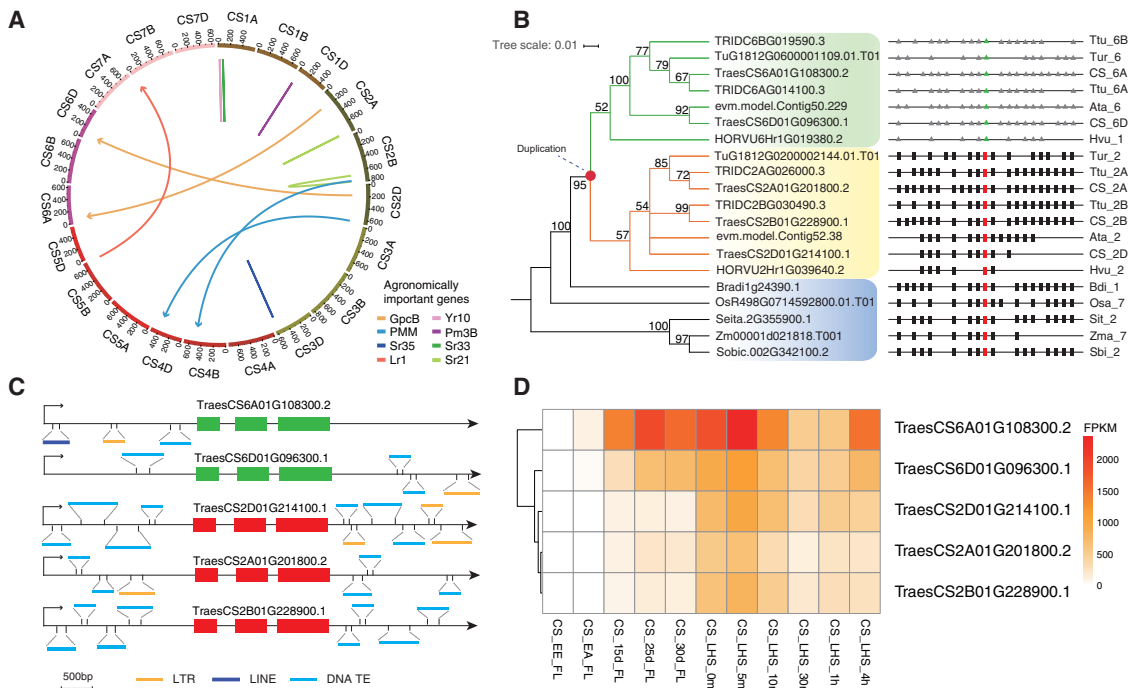 A
CS1A
CS1B
CS1D
CS2A
CS2B
CS2D
CS3A
CS3B
CS3D
CS4A
CS4B
CS4D
CS5A
CS5B
CS5D
CS6A
CS6B
CS6D
CS7A
CS7B
CS7D
Agronomically
important genes
GpcB
Yr10
PMM
Pm3B
Sr35
Sr33
Lr1
Sr21
B
Tree scale: 0.01
Duplication
77
79
67
100
52
92
95
85
72
54
99
57
100
100
97
TRIDC6BG019590.3
TuG1812G0600001109.01.T01
TraesCS6A01G108300.2
TRIDC6AG014100.3
evm.model.Contig50.229
TraesCS6D01G096300.1
HORVU6Hr1G019380.2
TuG1812G0200002144.01.T01
TRIDC2AG026000.3
TraesCS2A01G201800.2
TRIDC2BG030490.3
TraesCS2B01G228900.1
evm.model.Contig52.38
TraesCS2D01G214100.1
HORVU2Hr1G039640.2
Bradi1g24390.1
OsR498G0714592800.01.T01
Seita.2G355900.1
Zm00001d021818.T001
Sobic.002G342100.2
Ttu_6B
Tur_6
CS_6A
Ttu_6A
Ata_6
CS_6D
Hvu_1
Tur_2
Ttu_2A
CS_2A
Ttu_2B
CS_2B
Ata_2
CS_2D
Hvu_2
Bdi_1
Osa_7
Sit_2
Zma_7
Sbi_2
C
TraesCS6A01G108300.2
TraesCS6D01G096300.1
TraesCS2D01G214100.1
TraesCS2A01G201800.2
TraesCS2B01G228900.1
500bp
LTR
LINE
DNA TE
D
TraesCS6A01G108300.2
TraesCS6D01G096300.1
TraesCS2D01G214100.1
TraesCS2A01G201800.2
TraesCS2B01G228900.1
FPKM
2000
1500
1000
500
0
CS_EE_FL
CS_EA_FL
CS_15d_FL
CS_25d_FL
CS_30d_FL
CS_LHS_0m
CS_LHS_5m
CS_LHS_10m
CS_LHS_30m
CS_LHS_1h
CS_LHS_4h